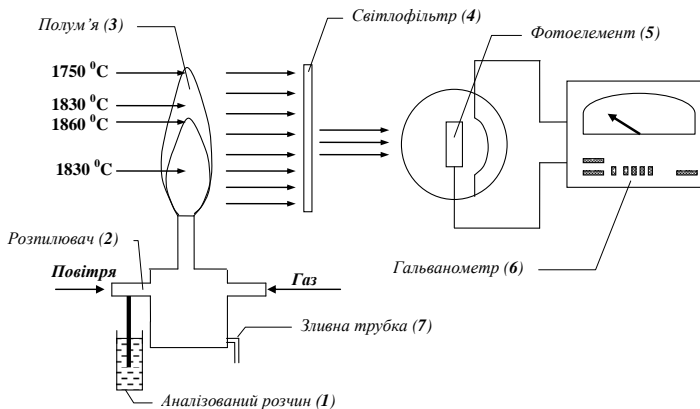 Полум’я (3)
Світлофільтр (4)
Фотоелемент (5)
1750 ⁰C
1830 ⁰C
1860 ⁰C
1830 ⁰C
Розпилювач (2)
Повітря
Газ
Гальванометр (6)
Зливна трубка (7)
Аналізований розчин (1)